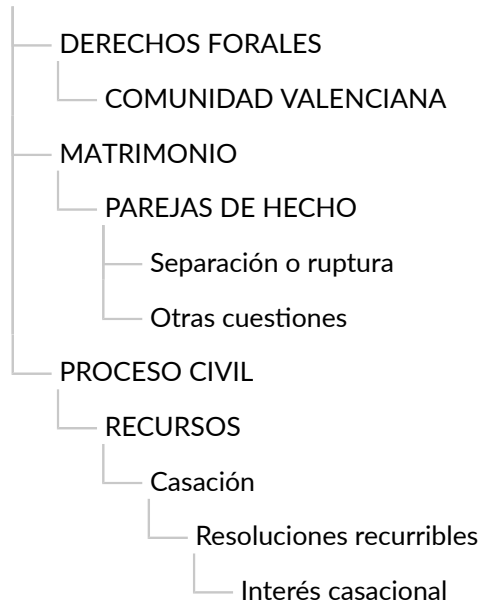 DERECHOS FORALES
COMUNIDAD VALENCIANA
MATRIMONIO
PAREJAS DE HECHO
Separación o ruptura
Otras cuestiones
PROCESO CIVIL
RECURSOS
Casación
Resoluciones recurribles
Interés casacional